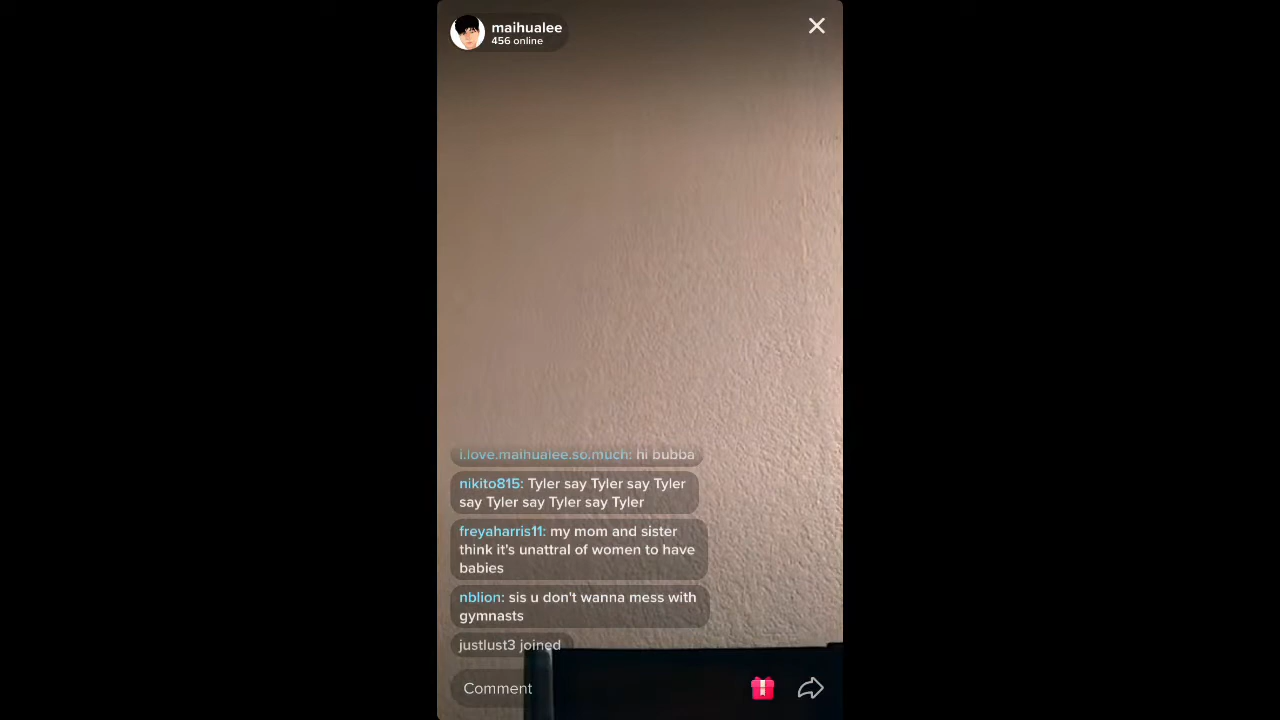 maihualee
456 online
i.love.maihualee.so.much: hi bubba
nikito815: Tyler say Tyler say Tyler
say Tyler say Tyler say Tyler
freyaharris11: my mom and sister
think it's unattral of women to have
babies
nblion: sis u don't wanna mess with
gymnasts
justlust3 joined
Comment